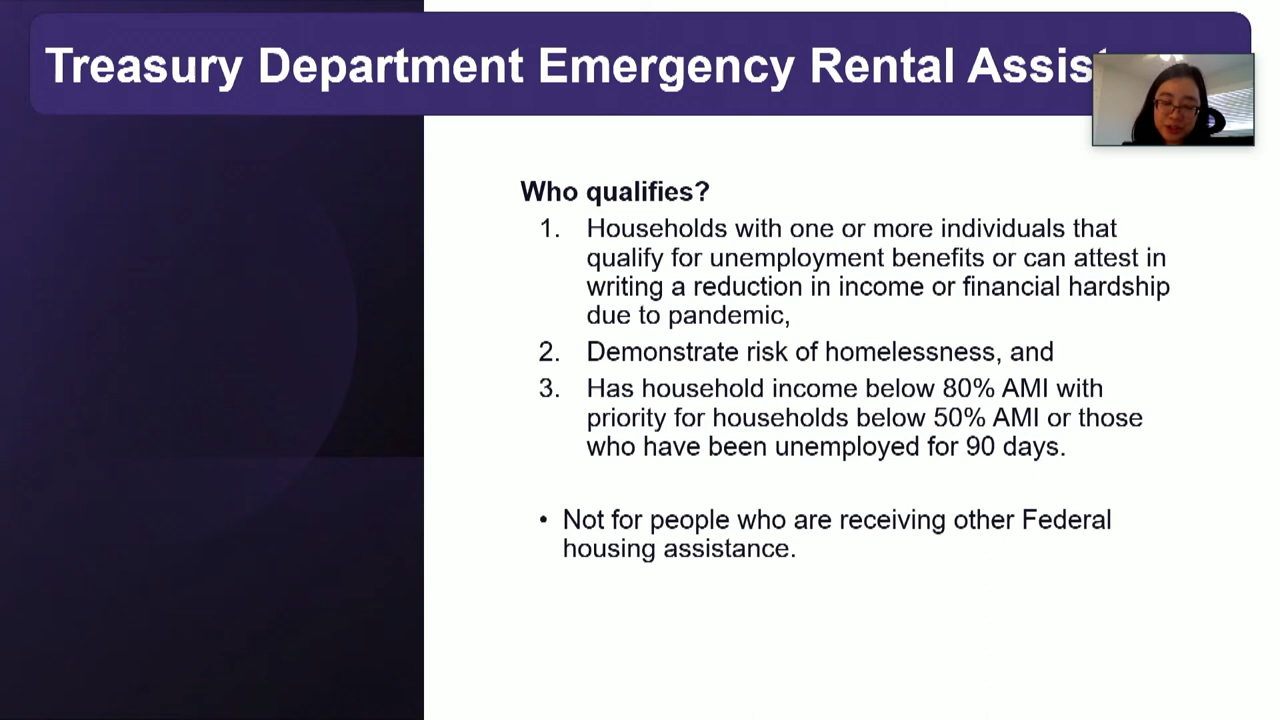 Treasury Department Emergency Rental Assis
Who qualifies?
1. Households with one or more individuals that
qualify for unemployment benefits or can attest in
writing a reduction in income or financial hardship
due to pandemic,
2. Demonstrate risk of homelessness, and
3. Has household income below 80% AMI with
priority for households below 50% AMI or those
who have been unemployed for 90 days.
• Not for people who are receiving other Federal
housing assistance.